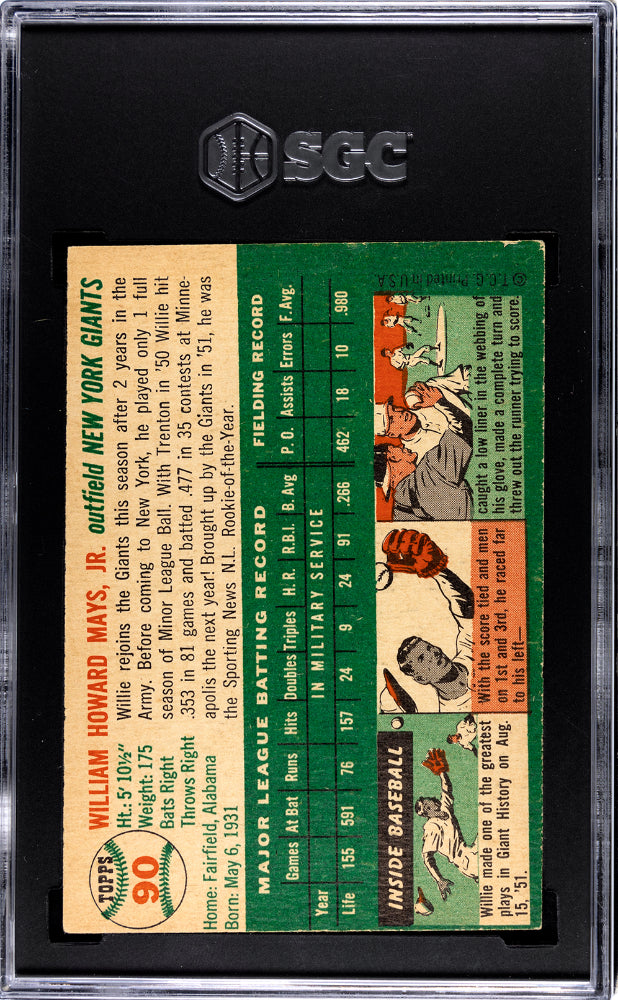 SGC
TOPPS
90
WILLIAM HOWARD MAYS, JR. outfield NEW YORK GIANTS
Ht.: 5' 10½"
Weight: 175
Bats Right
Throws Right
Home: Fairfield, Alabama
Born: May 6, 1931
Willie rejoins the Giants this season after 2 years in the
Army. Before coming to New York, he played only 1 full
season of Minor League Ball. With Trenton in '50 Willie hit
.353 in 81 games and batted .477 in 35 contests at Minne-
apolis the next year! Brought up by the Giants in '51, he was
the Sporting News N.L. Rookie-of-the-Year.
MAJOR LEAGUE BATTING RECORD FIELDING RECORD
Games At Bat Runs Hits Doubles Triples H.R. R.B.I. B. Avg P.O. Assists Errors F. Avg.
Year IN MILITARY SERVICE
Life 155 591 76 157 24 9 24 91 .266 462 18 10 .980
INSIDE BASEBALL
Willie made one of the greatest
plays in Giant History on Aug.
15, '51.
With the score tied and men
on 1st and 3rd, he raced far
to his left—
caught a low liner in the webbing of
his glove, made a complete turn and
threw out the runner trying to score.
© T.C.G. Printed in U.S.A.